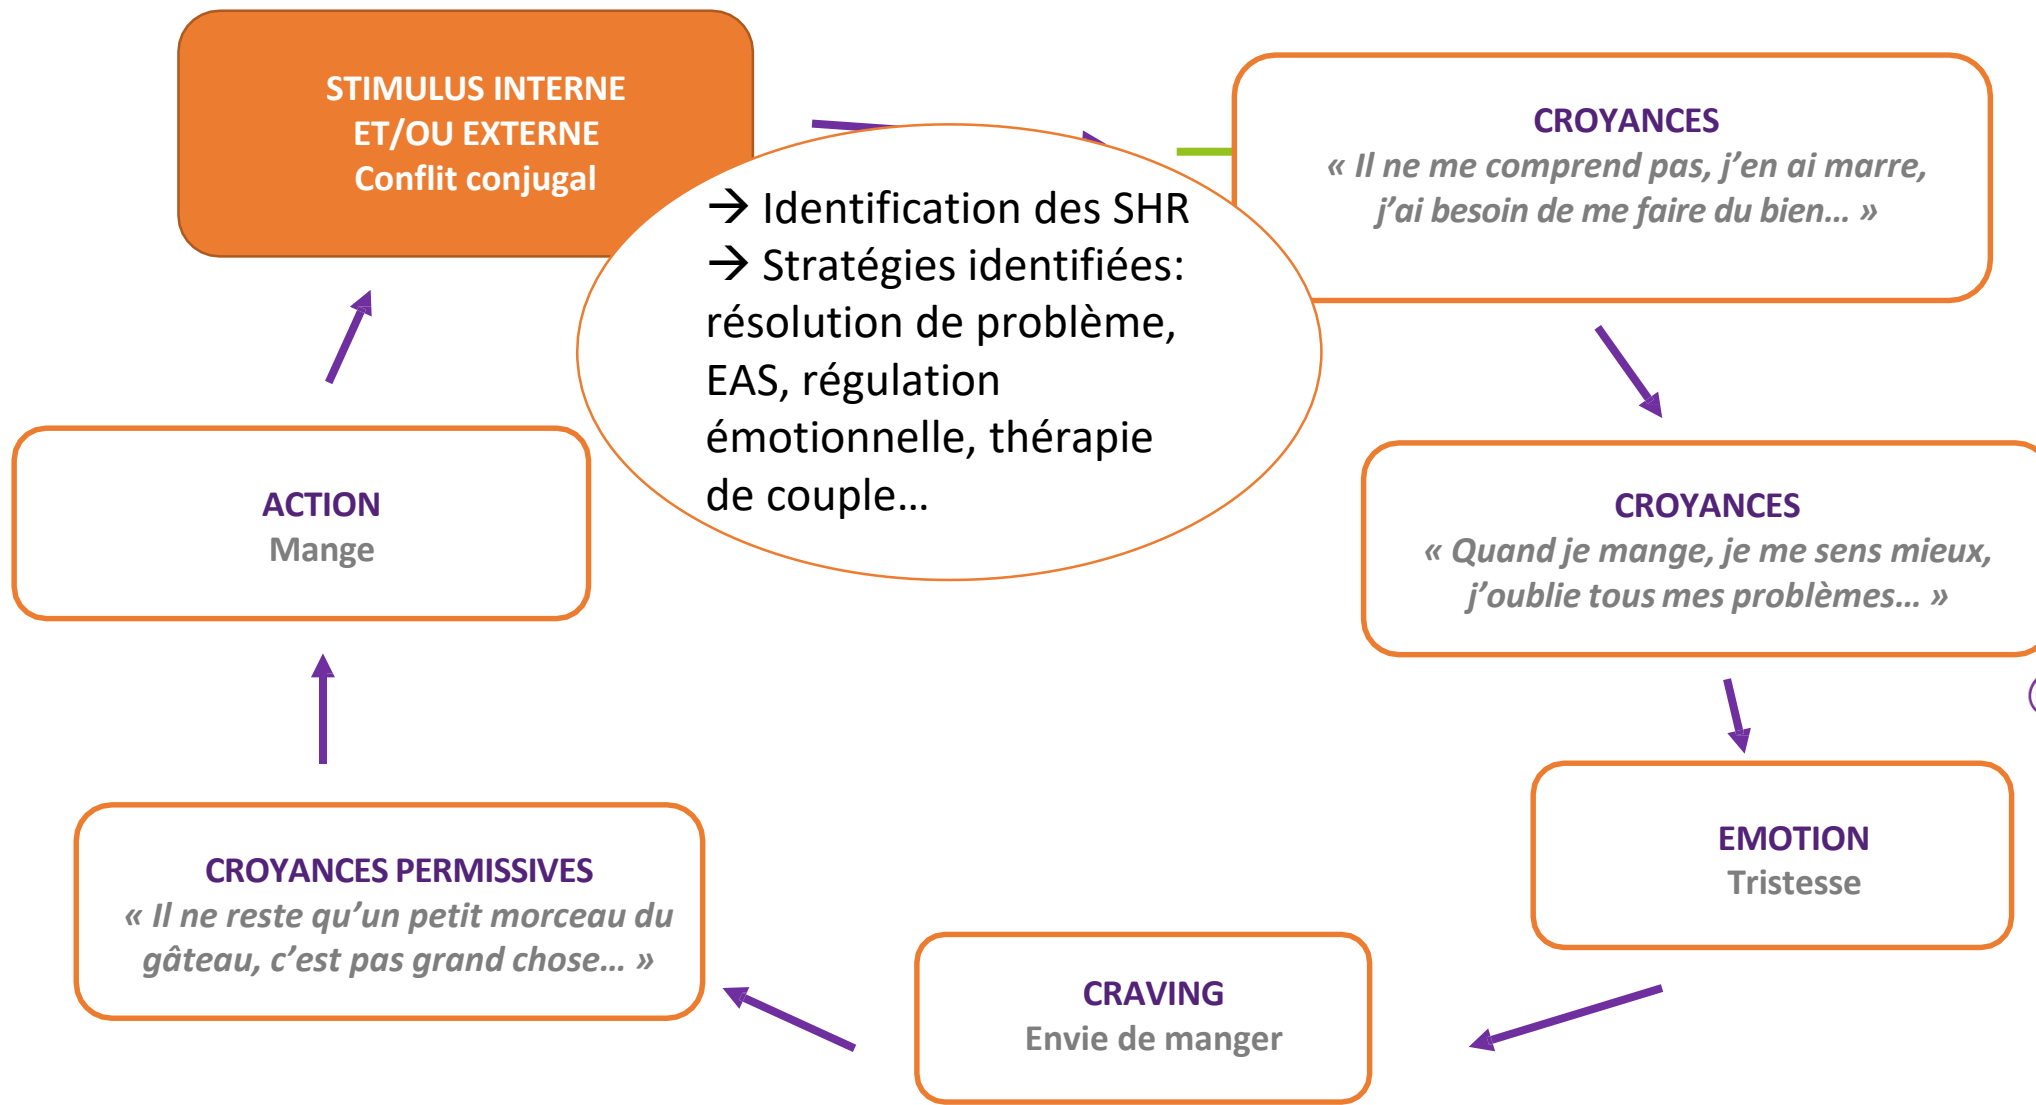 STIMULUS INTERNE
ET/OU EXTERNE
Conflit conjugal
→ Identification des SHR
→ Stratégies identifiées:
résolution de problème,
EAS, régulation
émotionnelle, thérapie
de couple…
CROYANCES
« Il ne me comprend pas, j’en ai marre,
j’ai besoin de me faire du bien… »
CROYANCES
« Quand je mange, je me sens mieux,
j’oublie tous mes problèmes… »
EMOTION
Tristesse
CRAVING
Envie de manger
CROYANCES PERMISSIVES
« Il ne reste qu’un petit morceau du
gâteau, c’est pas grand chose… »
ACTION
Mange